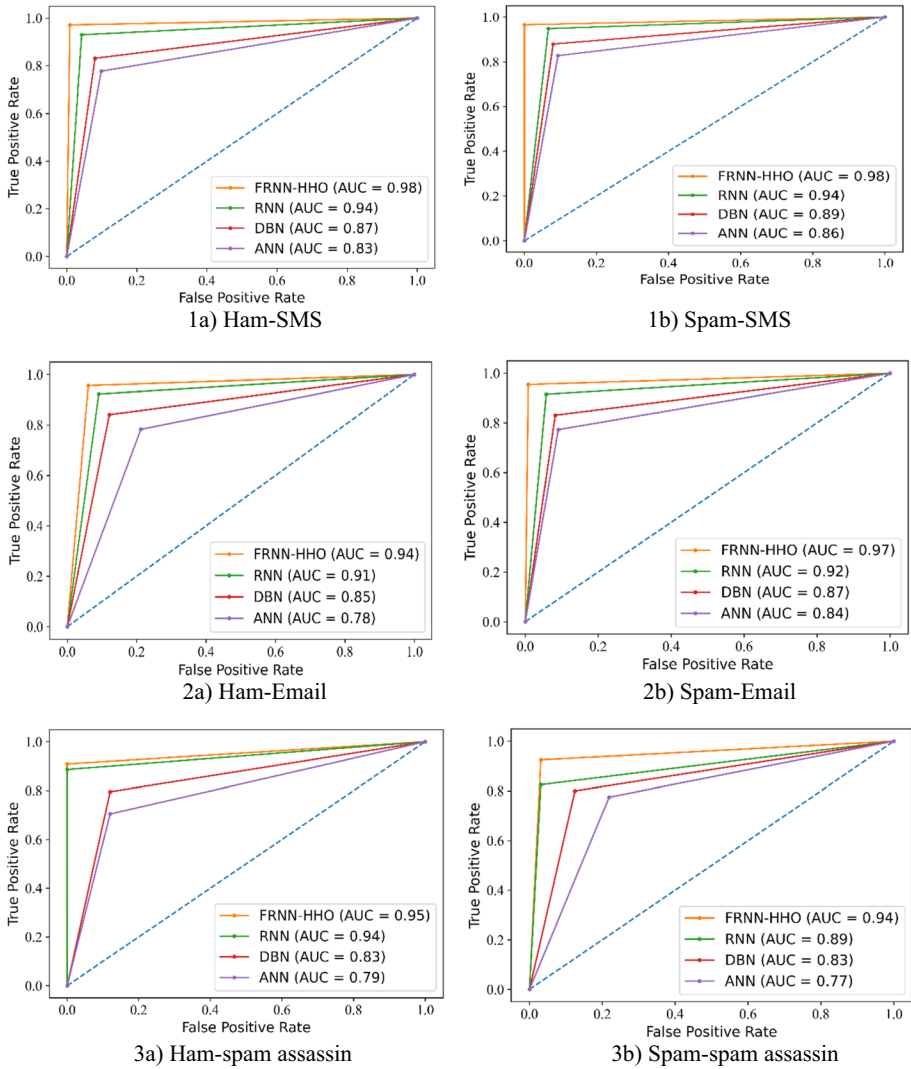 1.0
0.8
0.6
0.4
0.2
0.0
True Positive Rate
FRNN-HHO (AUC = 0.98)
RNN (AUC = 0.94)
DBN (AUC = 0.87)
ANN (AUC = 0.83)
0.0 0.2 0.4 0.6 0.8 1.0
False Positive Rate
1a) Ham-SMS
1.0
0.8
0.6
0.4
0.2
0.0
True Positive Rate
FRNN-HHO (AUC = 0.98)
RNN (AUC = 0.94)
DBN (AUC = 0.89)
ANN (AUC = 0.86)
0.0 0.2 0.4 0.6 0.8 1.0
False Positive Rate
1b) Spam-SMS
1.0
0.8
0.6
0.4
0.2
0.0
True Positive Rate
FRNN-HHO (AUC = 0.94)
RNN (AUC = 0.91)
DBN (AUC = 0.85)
ANN (AUC = 0.78)
0.0 0.2 0.4 0.6 0.8 1.0
False Positive Rate
2a) Ham-Email
1.0
0.8
0.6
0.4
0.2
0.0
True Positive Rate
FRNN-HHO (AUC = 0.97)
RNN (AUC = 0.92)
DBN (AUC = 0.87)
ANN (AUC = 0.84)
0.0 0.2 0.4 0.6 0.8 1.0
False Positive Rate
2b) Spam-Email
1.0
0.8
0.6
0.4
0.2
0.0
True Positive Rate
FRNN-HHO (AUC = 0.95)
RNN (AUC = 0.94)
DBN (AUC = 0.83)
ANN (AUC = 0.79)
0.0 0.2 0.4 0.6 0.8 1.0
False Positive Rate
3a) Ham-spam assassin
1.0
0.8
0.6
0.4
0.2
0.0
True Positive Rate
FRNN-HHO (AUC = 0.94)
RNN (AUC = 0.89)
DBN (AUC = 0.83)
ANN (AUC = 0.77)
0.0 0.2 0.4 0.6 0.8 1.0
False Positive Rate
3b) Spam-spam assassin